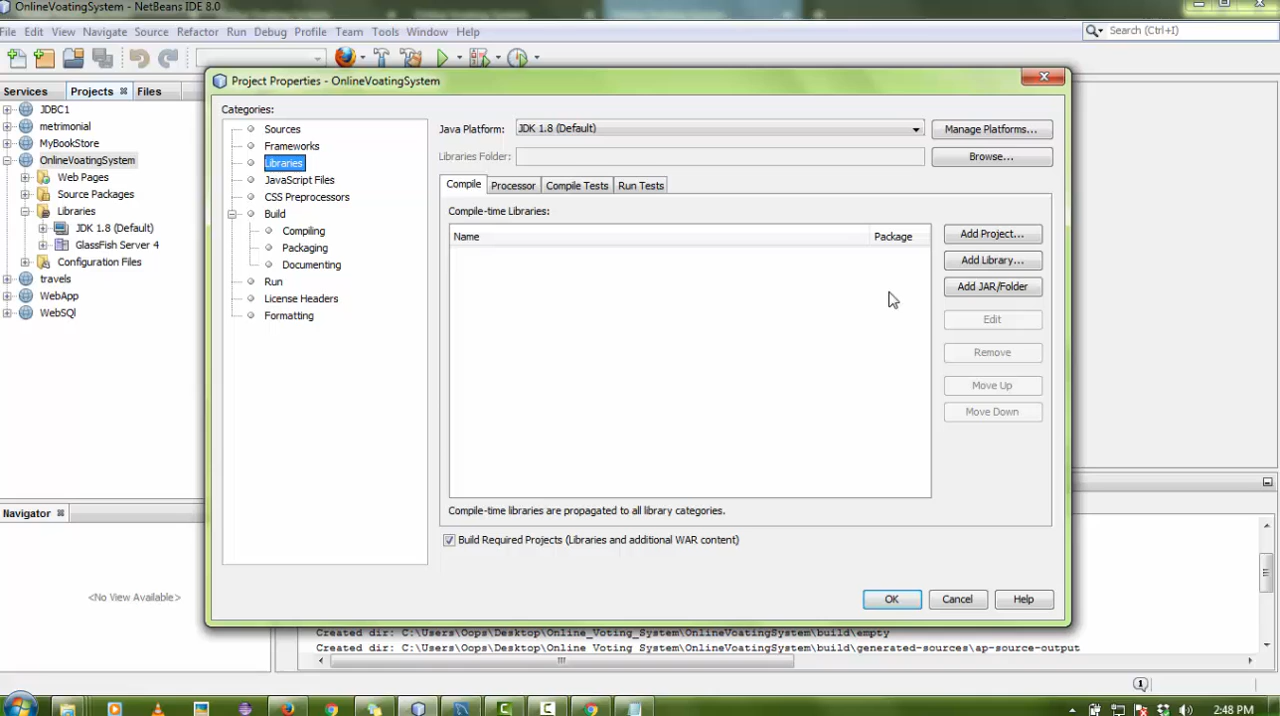 OnlineVoatingSystem - NetBeans IDE 8.0
File Edit View Navigate Source Refactor Run Debug Profile Team Tools Window Help
Search (Ctrl+I)
Services Projects Files
JDBC1
metrimonial
MyBookStore
OnlineVoatingSystem
Web Pages
Source Packages
Libraries
JDK 1.8 (Default)
GlassFish Server 4
Configuration Files
travels
WebApp
WebSQl
Navigator
<No View Available>
Project Properties - OnlineVoatingSystem
Categories:
Sources
Frameworks
Libraries
JavaScript Files
CSS Preprocessors
Build
Compiling
Packaging
Documenting
Run
License Headers
Formatting
Java Platform: JDK 1.8 (Default) Manage Platforms...
Libraries Folder: Browse...
Compile Processor Compile Tests Run Tests
Compile-time Libraries:
Name Package
Add Project...
Add Library...
Add JAR/Folder
Edit
Remove
Move Up
Move Down
Compile-time libraries are propagated to all library categories.
Build Required Projects (Libraries and additional WAR content)
OK Cancel Help
Created dir: C:\Users\Oops\Desktop\Online_Voting_System\OnlineVoatingSystem\build\empty
Created dir: C:\Users\Oops\Desktop\Online_Voting_System\OnlineVoatingSystem\build\generated-sources\ap-source-output
2:48 PM